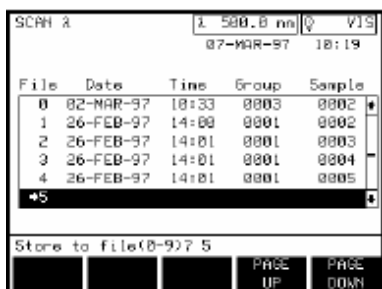 SCAN λ λ 500.0 nm Q VIS
07-MAR-97 10:19
File Date Time Group Sample
0 02-MAR-97 10:33 0003 0002
1 26-FEB-97 14:00 0001 0002
2 26-FEB-97 14:01 0001 0003
3 26-FEB-97 14:01 0001 0004
4 26-FEB-97 14:01 0001 0005
→5
Store to file(0-9)? 5
PAGE UP PAGE DOWN